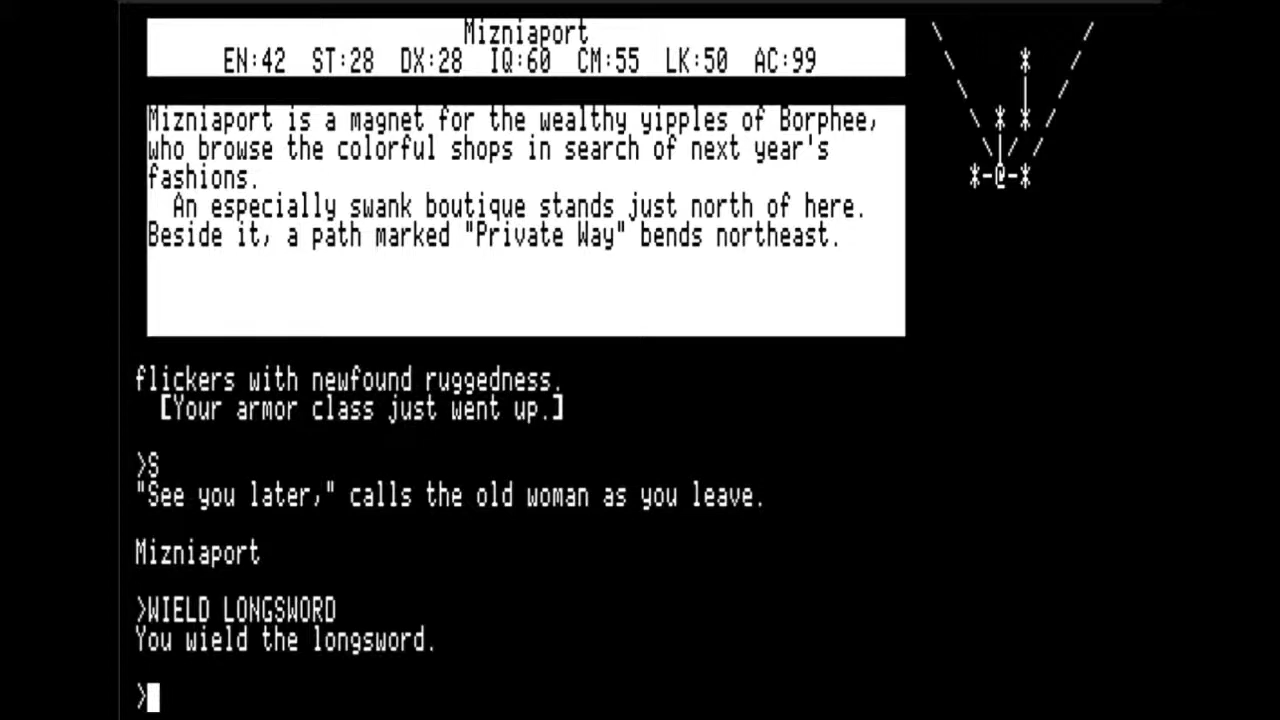 Mizniaport
EN:42 ST:28 DX:28 IQ:60 CM:55 LK:50 AC:99
Mizniaport is a magnet for the wealthy yipples of Borphee,
who browse the colorful shops in search of next year's
fashions.
An especially swank boutique stands just north of here.
Beside it, a path marked "Private Way" bends northeast.
flickers with newfound ruggedness.
[Your armor class just went up.]
>S
"See you later," calls the old woman as you leave.
Mizniaport
>WIELD LONGSWORD
You wield the longsword.
>